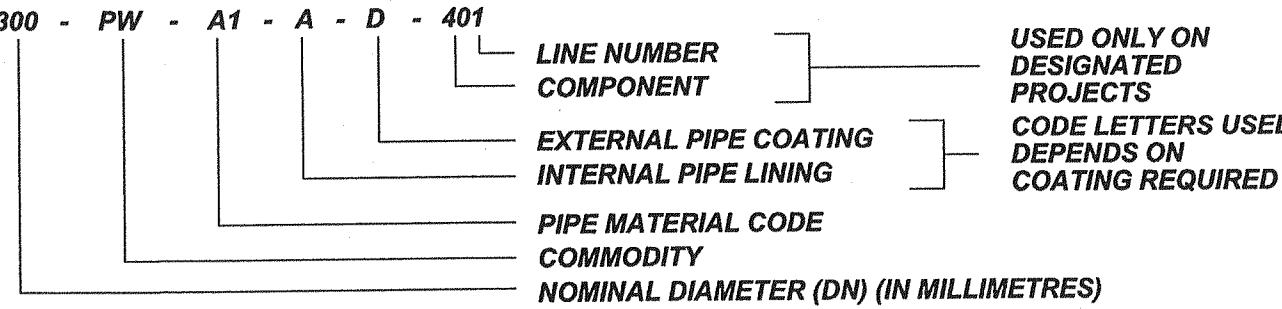 300 - PW - A1 - A - D - 401
LINE NUMBER
COMPONENT
USED ONLY ON
DESIGNATED
PROJECTS
EXTERNAL PIPE COATING
INTERNAL PIPE LINING
CODE LETTERS USED
DEPENDS ON
COATING REQUIRED
PIPE MATERIAL CODE
COMMODITY
NOMINAL DIAMETER (DN) (IN MILLIMETRES)